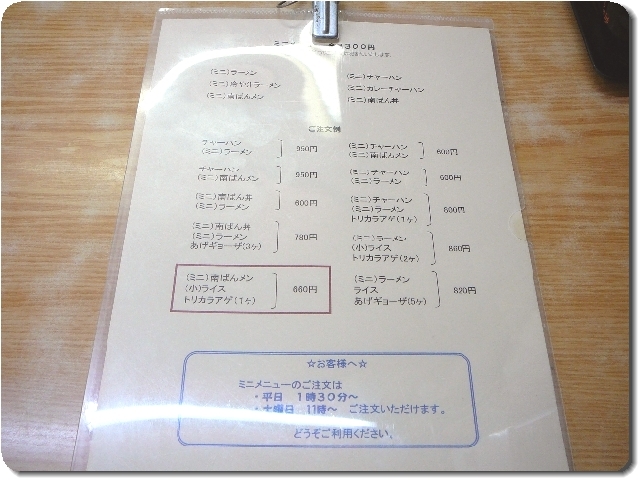 300円
(ミニ)ラーメン
(ミニ)冷やしラーメン
(ミニ)南ばんメン
(ミニ)チャーハン
(ミニ)カレーチャーハン
(ミニ)南ばん丼
ご注文例
チャーハン
(ミニ)ラーメン
950円
チャーハン
(ミニ)南ばんメン
950円
(ミニ)南ばん丼
(ミニ)ラーメン
600円
(ミニ)南ばん丼
(ミニ)ラーメン
あげギョーザ(3ヶ)
780円
(ミニ)南ばんメン
(小)ライス
トリカラアゲ(1ヶ)
660円
(ミニ)チャーハン
(ミニ)南ばんメン
600円
(ミニ)チャーハン
(ミニ)ラーメン
600円
(ミニ)チャーハン
(ミニ)ラーメン
トリカラアゲ(1ヶ)
(ミニ)ラーメン
(小)ライス
トリカラアゲ(2ヶ)
860円
(ミニ)ラーメン
ライス
あげギョーザ(5ヶ)
820円
☆お客様へ☆
ミニメニューのご注文は
・平日 1時30分～
・土曜日 11時～ ご注文いただけます。
どうぞご利用ください。